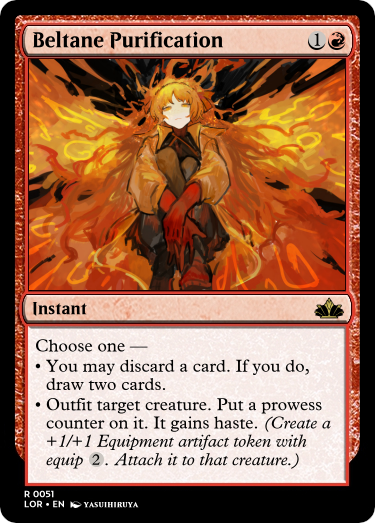 Beltane Purification 1
Instant
Choose one —
• You may discard a card. If you do,
draw two cards.
• Outfit target creature. Put a prowess
counter on it. It gains haste. (Create a
+1/+1 Equipment artifact token with
equip 2. Attach it to that creature.)
R 0051
LOR • EN YASUIHIRUYA